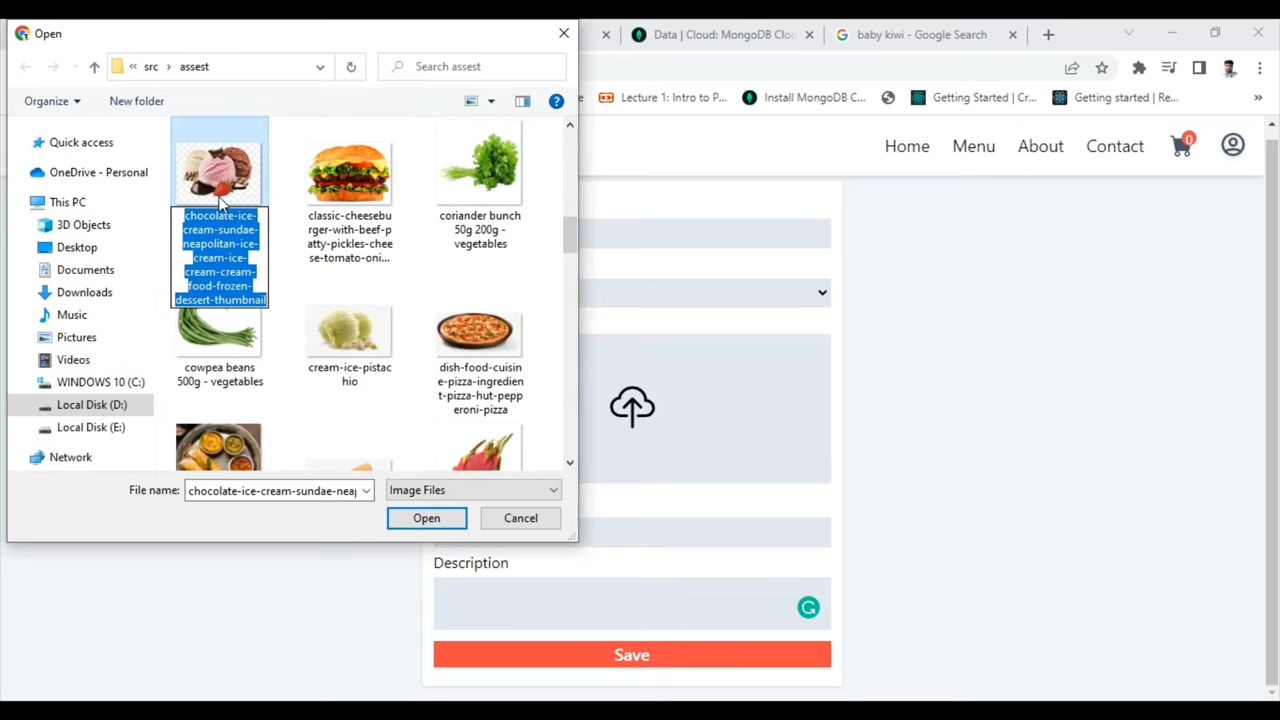 Open
Data | Cloud: MongoDB Clou
baby kiwi - Google Search
src
assest
Search assest
Organize
New folder
Lecture 1: Intro to P...
Install MongoDB C...
Getting Started | Cr...
Getting started | Re...
Quick access
OneDrive - Personal
This PC
3D Objects
Desktop
Documents
Downloads
Music
Pictures
Videos
WINDOWS 10 (C:)
Local Disk (D:)
Local Disk (E:)
Network
chocolate-ice-
cream-sundae-
neapolitan-ice-
cream-ice-
cream-cream-
food-frozen-
dessert-thumbnail
classic-cheesebu
rger-with-beef-p
atty-pickles-chee
se-tomato-oni...
coriander bunch
50g 200g -
vegetables
cowpea beans
500g - vegetables
cream-ice-pistac
hio
dish-food-cuisin
e-pizza-ingredien
t-pizza-hut-pepp
eroni-pizza
File name:
chocolate-ice-cream-sundae-neap
Image Files
Open
Cancel
Home
Menu
About
Contact
0
Description
Save